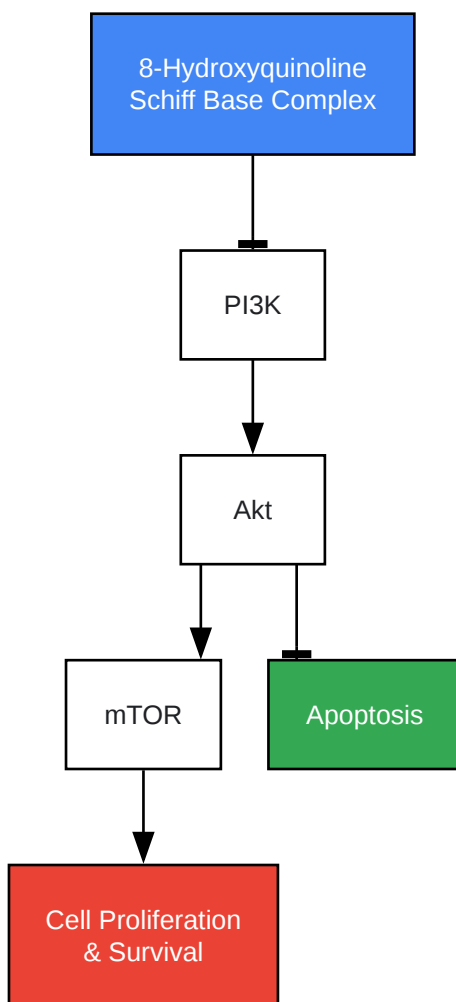 8-Hydroxyquinoline
Schiff Base Complex
PI3K
Akt
mTOR
Apoptosis
Cell Proliferation
& Survival